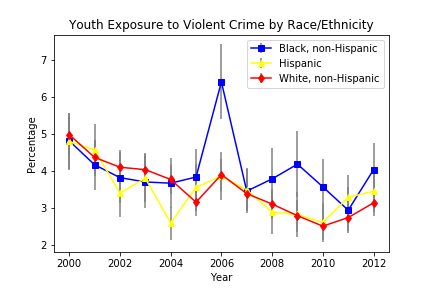 Youth Exposure to Violent Crime by Race/Ethnicity
Black, non-Hispanic
Hispanic
White, non-Hispanic
Percentage
7
6
5
4
3
2
2000
2002
2004
2006
2008
2010
2012
Year